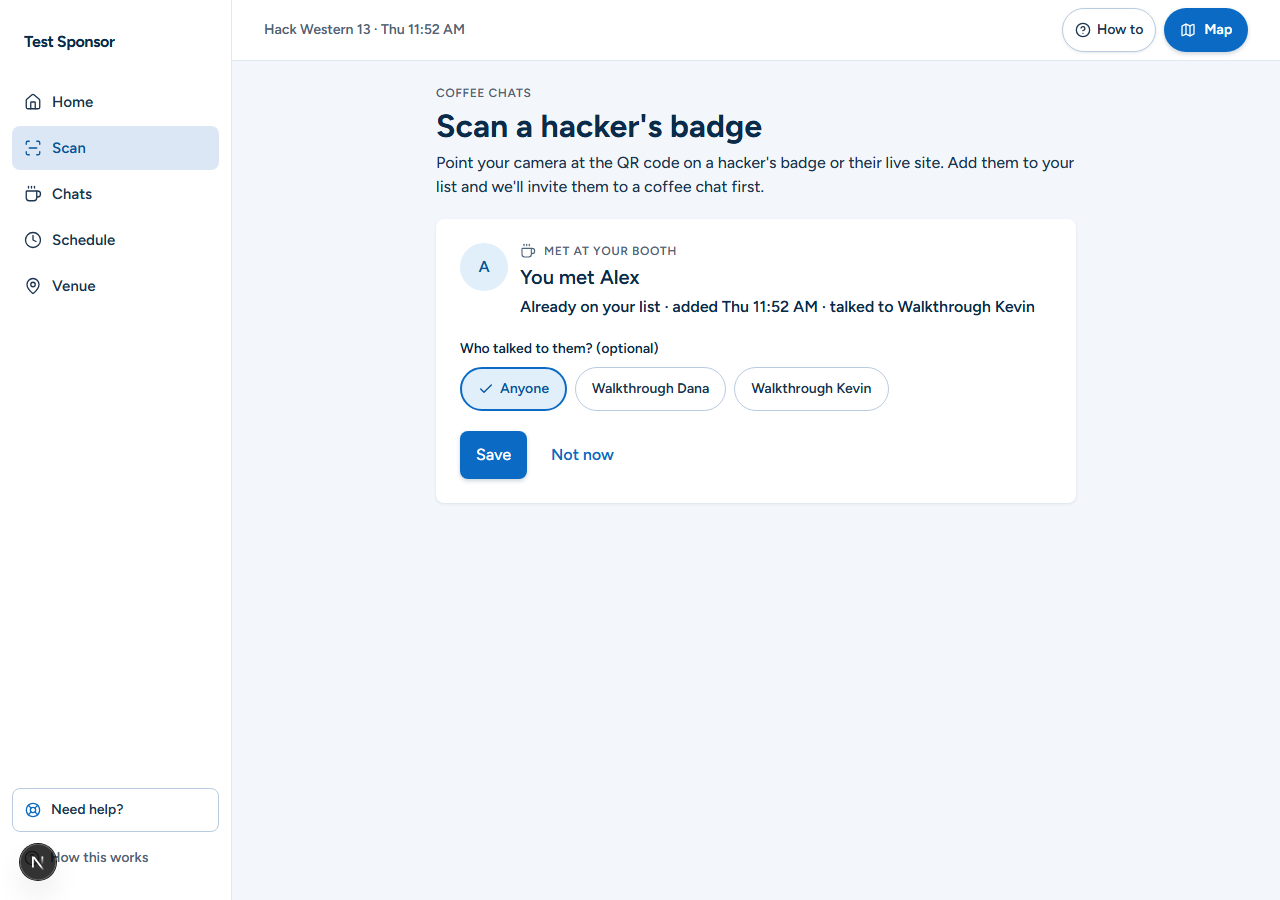 Test Sponsor
Home
Scan
Chats
Schedule
Venue
Need help?
How this works
N
Hack Western 13 · Thu 11:52 AM
How to
Map
COFFEE CHATS
Scan a hacker's badge
Point your camera at the QR code on a hacker's badge or their live site. Add them to your
list and we'll invite them to a coffee chat first.
A
MET AT YOUR BOOTH
You met Alex
Already on your list · added Thu 11:52 AM · talked to Walkthrough Kevin
Who talked to them? (optional)
Anyone
Walkthrough Dana
Walkthrough Kevin
Save
Not now